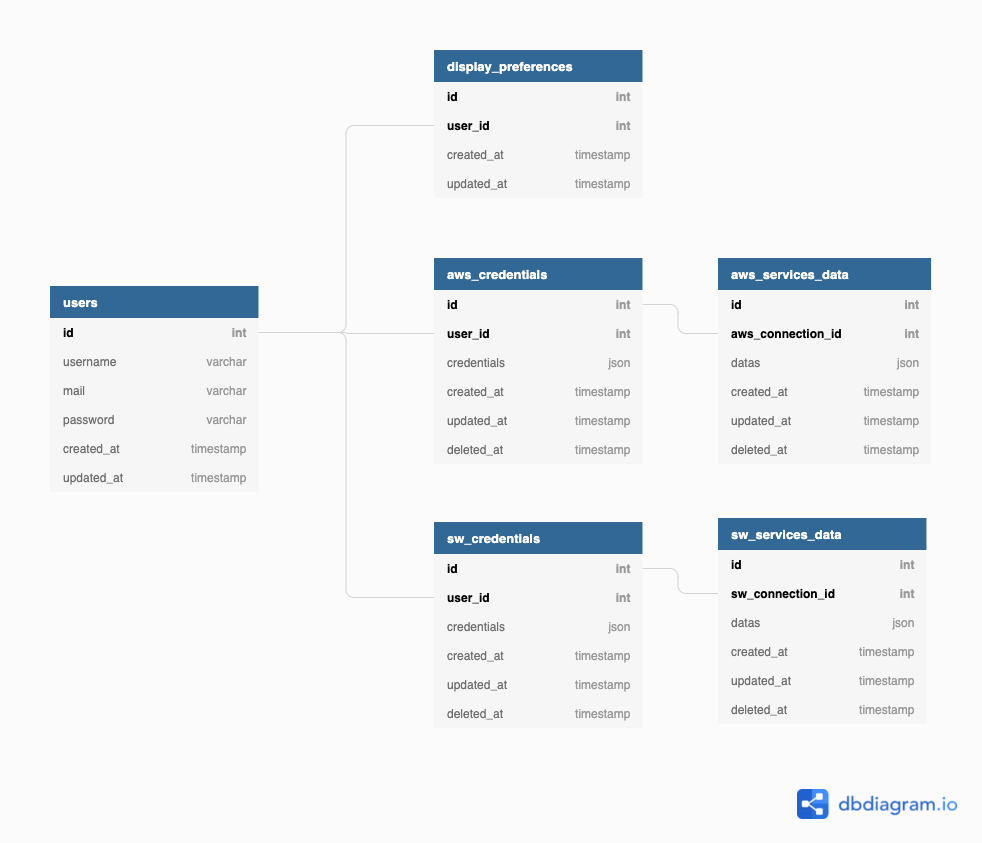 display_preferences
id int
user_id int
created_at timestamp
updated_at timestamp
users
id int
username varchar
mail varchar
password varchar
created_at timestamp
updated_at timestamp
aws_credentials
id int
user_id int
credentials json
created_at timestamp
updated_at timestamp
deleted_at timestamp
aws_services_data
id int
aws_connection_id int
datas json
created_at timestamp
updated_at timestamp
deleted_at timestamp
sw_credentials
id int
user_id int
credentials json
created_at timestamp
updated_at timestamp
deleted_at timestamp
sw_services_data
id int
sw_connection_id int
datas json
created_at timestamp
updated_at timestamp
deleted_at timestamp
dbdiagram.io